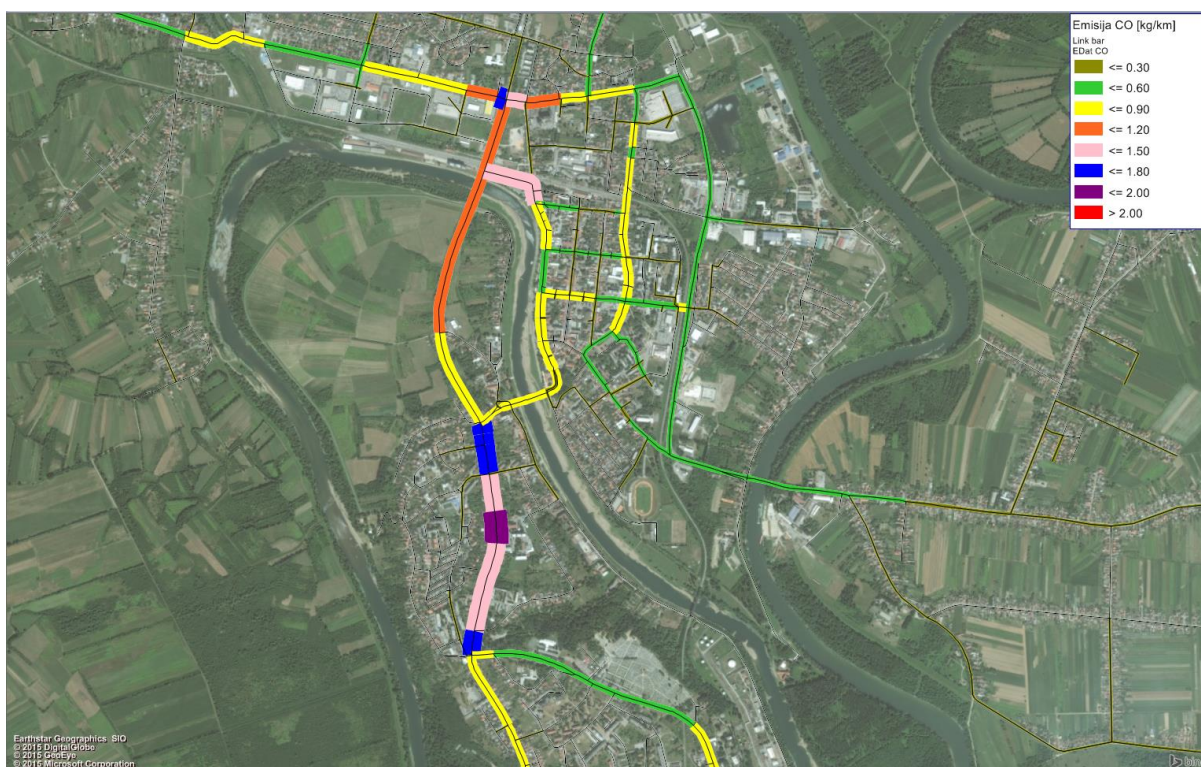 Emisija CO [kg/km]
Link bar
EDat CO
<= 0.30
<= 0.60
<= 0.90
<= 1.20
<= 1.50
<= 1.80
<= 2.00
> 2.00
Earthstar Geographics SIO
© 2015 DigitalGlobe
© 2015 GeoEye
© 2015 Microsoft Corporation
bing